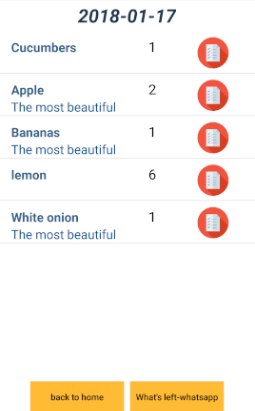 2018-01-17
Cucumbers 1
Apple 2
The most beautiful
Bananas 1
The most beautiful
lemon 6
White onion 1
The most beautiful
back to home What's left-whatsapp